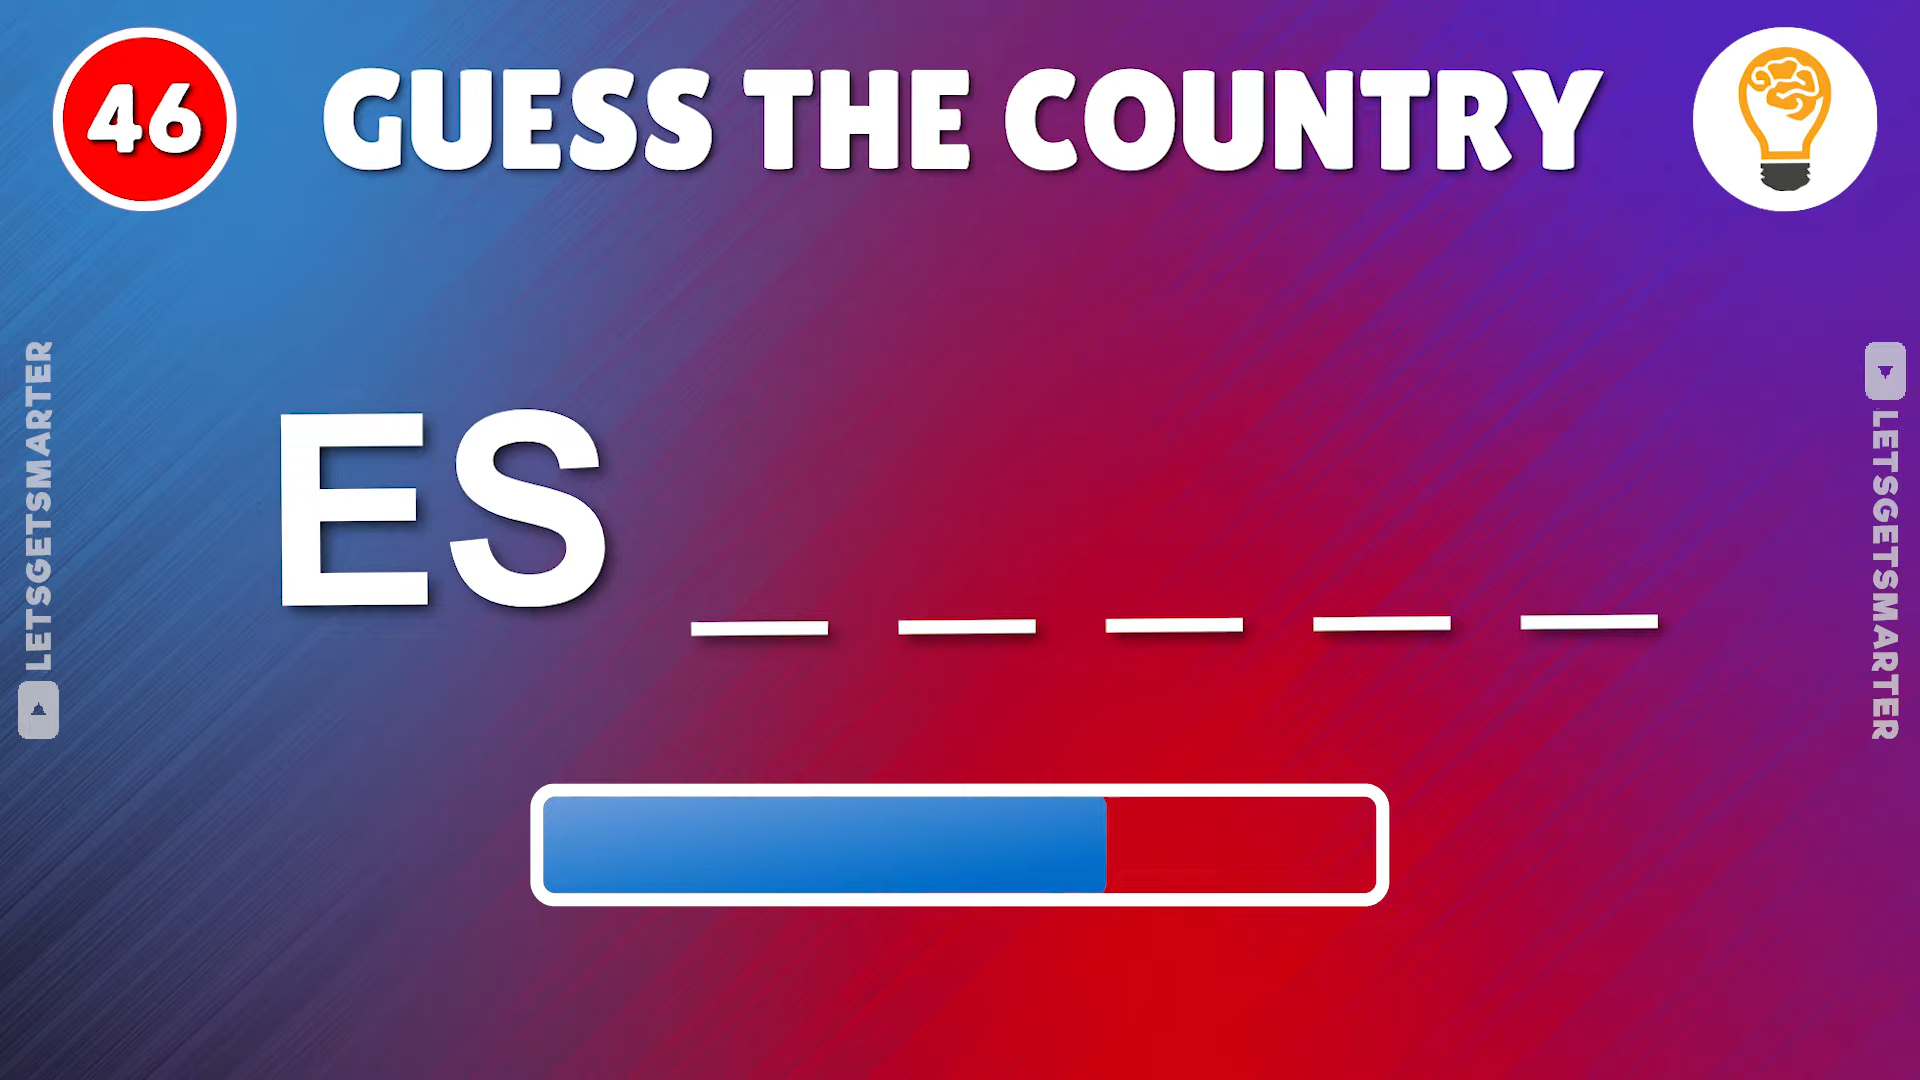 46
GUESS THE COUNTRY
ES _ _ _ _ _
LETSGETSMARTER
LETSGETSMARTER